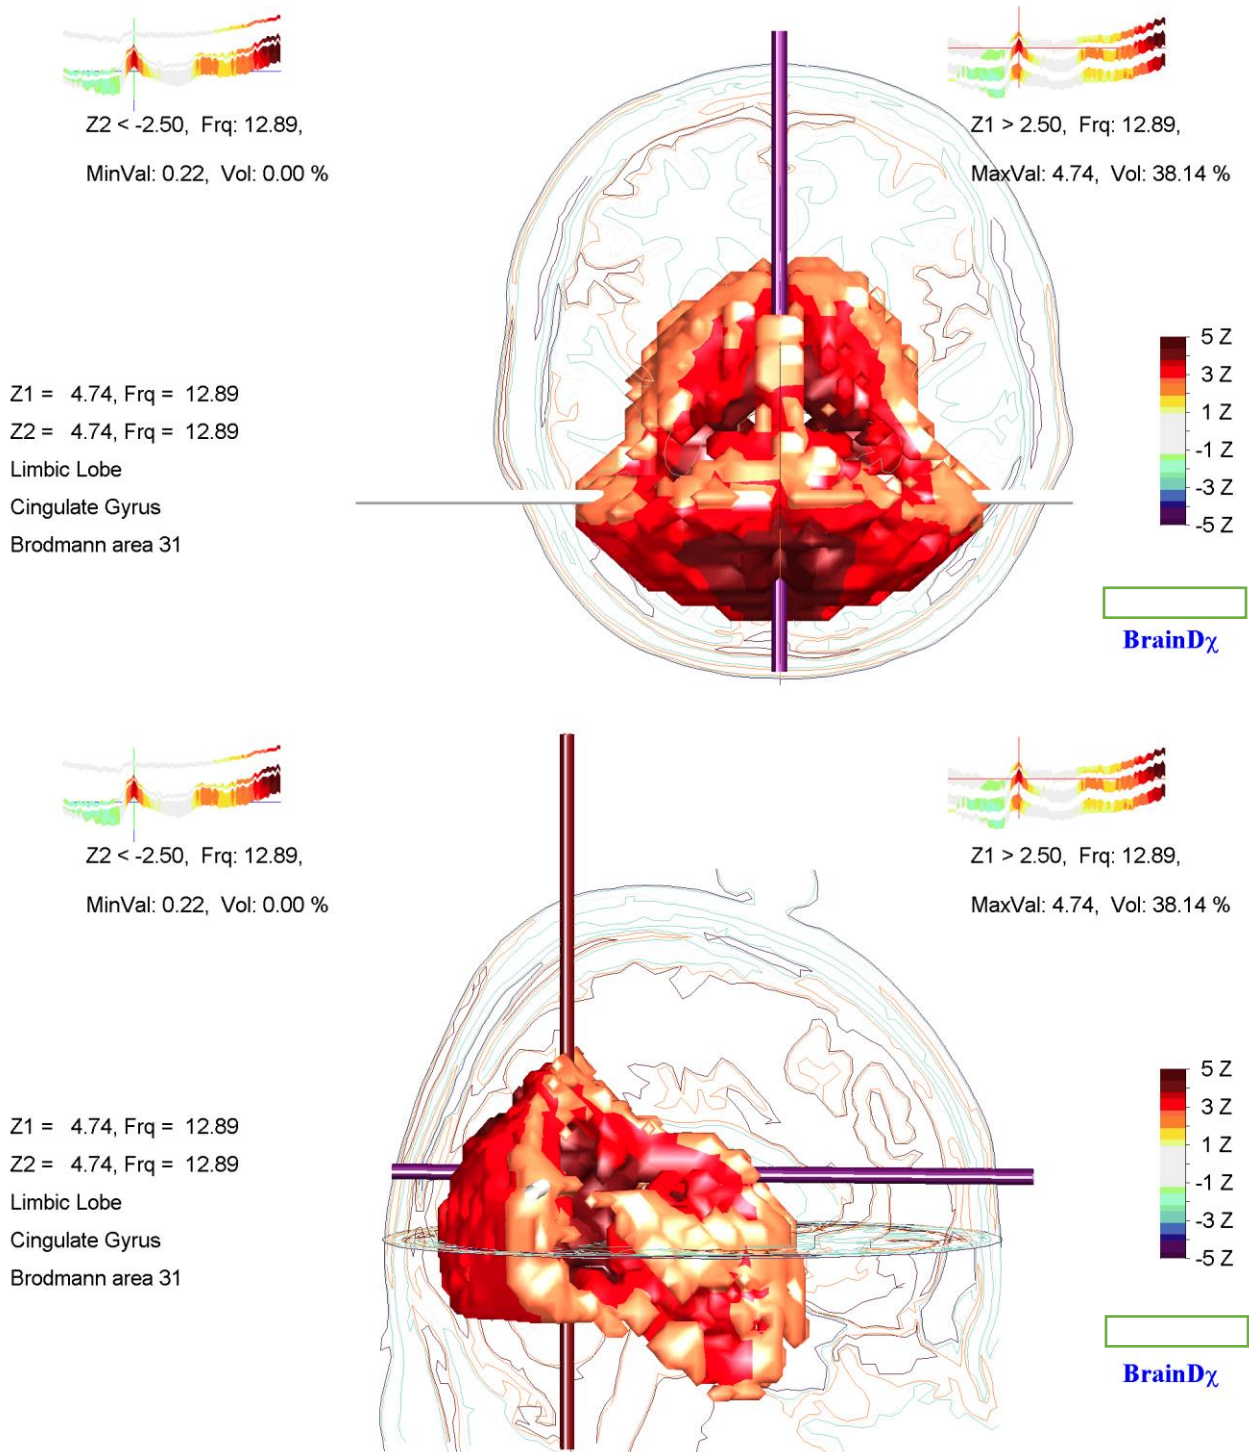 Z2 < -2.50, Frq: 12.89,
MinVal: 0.22, Vol: 0.00 %
Z1 > 2.50, Frq: 12.89,
MaxVal: 4.74, Vol: 38.14 %
Z1 = 4.74, Frq = 12.89
Z2 = 4.74, Frq = 12.89
Limbic Lobe
Cingulate Gyrus
Brodmann area 31
5 Z
3 Z
1 Z
-1 Z
-3 Z
-5 Z
BrainDχ
Z2 < -2.50, Frq: 12.89,
MinVal: 0.22, Vol: 0.00 %
Z1 > 2.50, Frq: 12.89,
MaxVal: 4.74, Vol: 38.14 %
Z1 = 4.74, Frq = 12.89
Z2 = 4.74, Frq = 12.89
Limbic Lobe
Cingulate Gyrus
Brodmann area 31
5 Z
3 Z
1 Z
-1 Z
-3 Z
-5 Z
BrainDχ